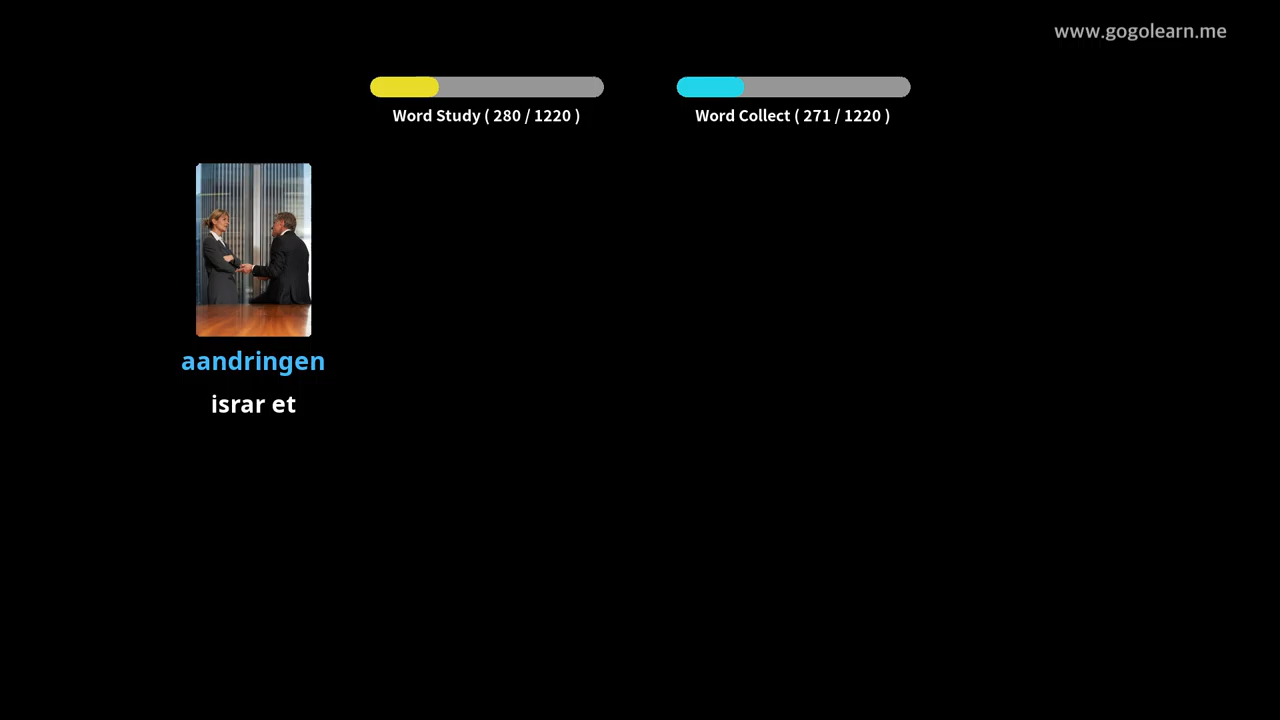 www.gogolearn.me
Word Study ( 280 / 1220 )
Word Collect ( 271 / 1220 )
aandringen
israr et